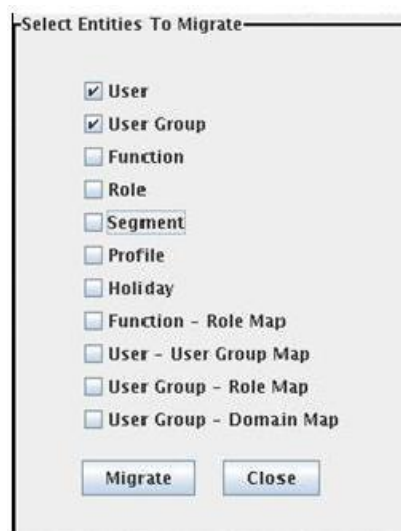 Select Entities To Migrate
User
User Group
Function
Role
Segment
Profile
Holiday
Function - Role Map
User - User Group Map
User Group - Role Map
User Group - Domain Map
Migrate Close